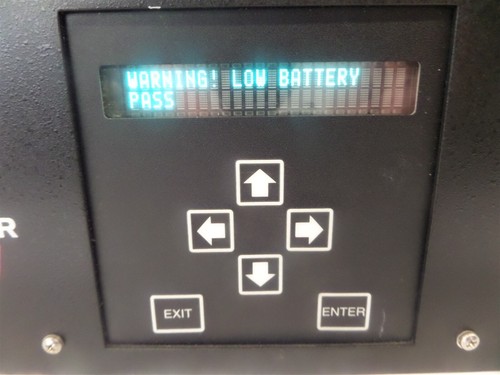 WARNING! LOW BATTERY
PASS
R
EXIT
ENTER